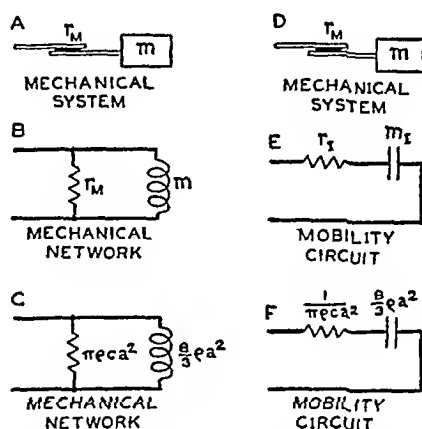 A
r_M
m
MECHANICAL
SYSTEM
B
r_M
m
MECHANICAL
NETWORK
C
πρca²
8/3 ρa²
MECHANICAL
NETWORK
D
r_M
m
MECHANICAL
SYSTEM
E
r_I
m_I
MOBILITY
CIRCUIT
F
1/πρca²
8/3 ρa²
MOBILITY
CIRCUIT